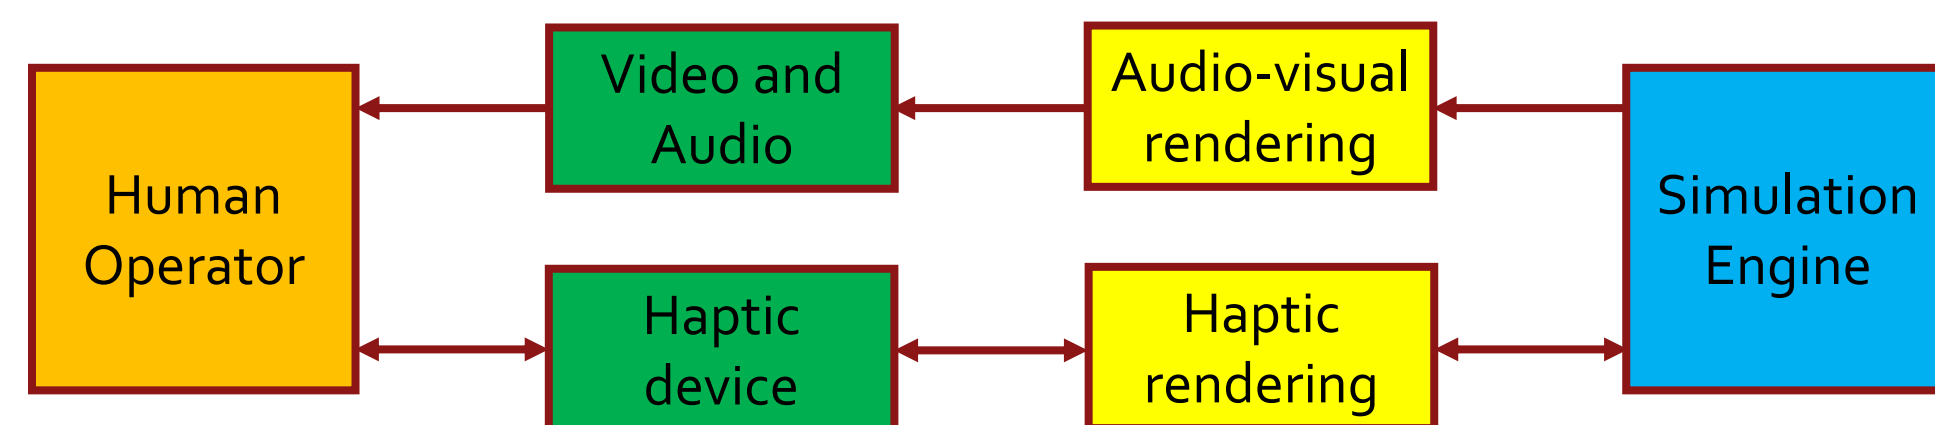 Human
Operator
Video and
Audio
Audio-visual
rendering
Simulation
Engine
Haptic
device
Haptic
rendering